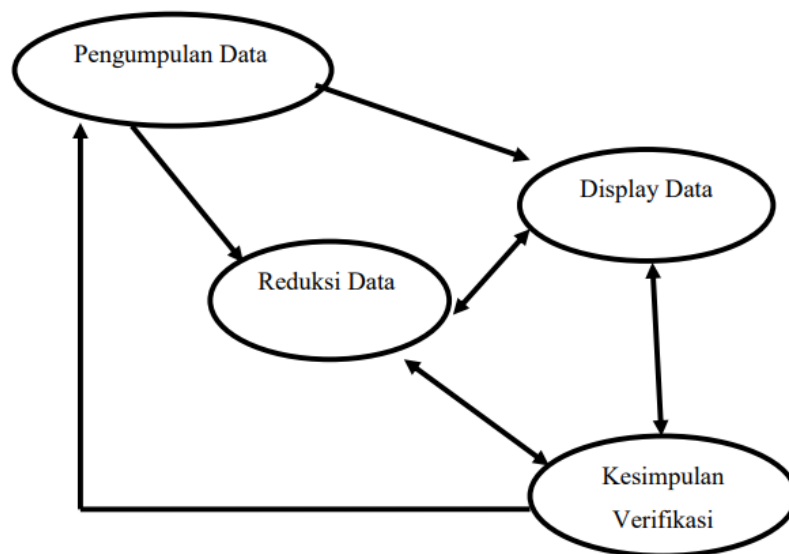 Pengumpulan Data
Display Data
Reduksi Data
Kesimpulan
Verifikasi